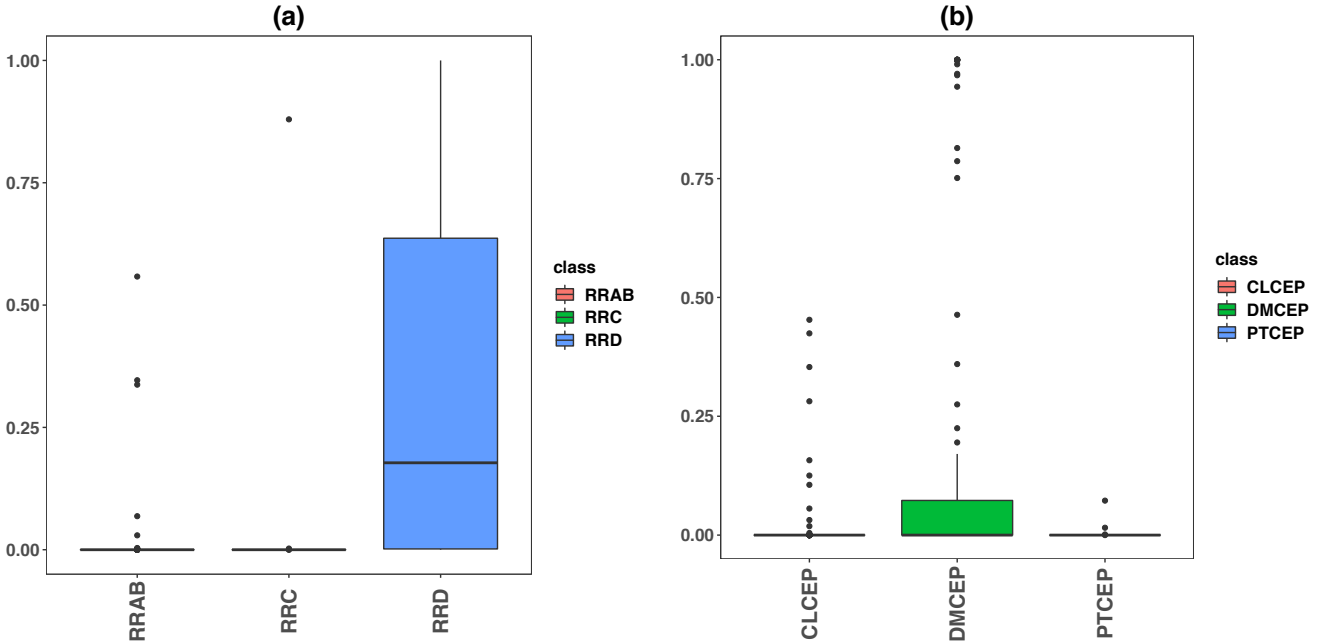 (a)
1.00
0.75
0.50
0.25
0.00
RRAB
RRC
RRD
class
RRAB
RRC
RRD
(b)
1.00
0.75
0.50
0.25
0.00
CLCEP
DMCEP
PTCEP
class
CLCEP
DMCEP
PTCEP